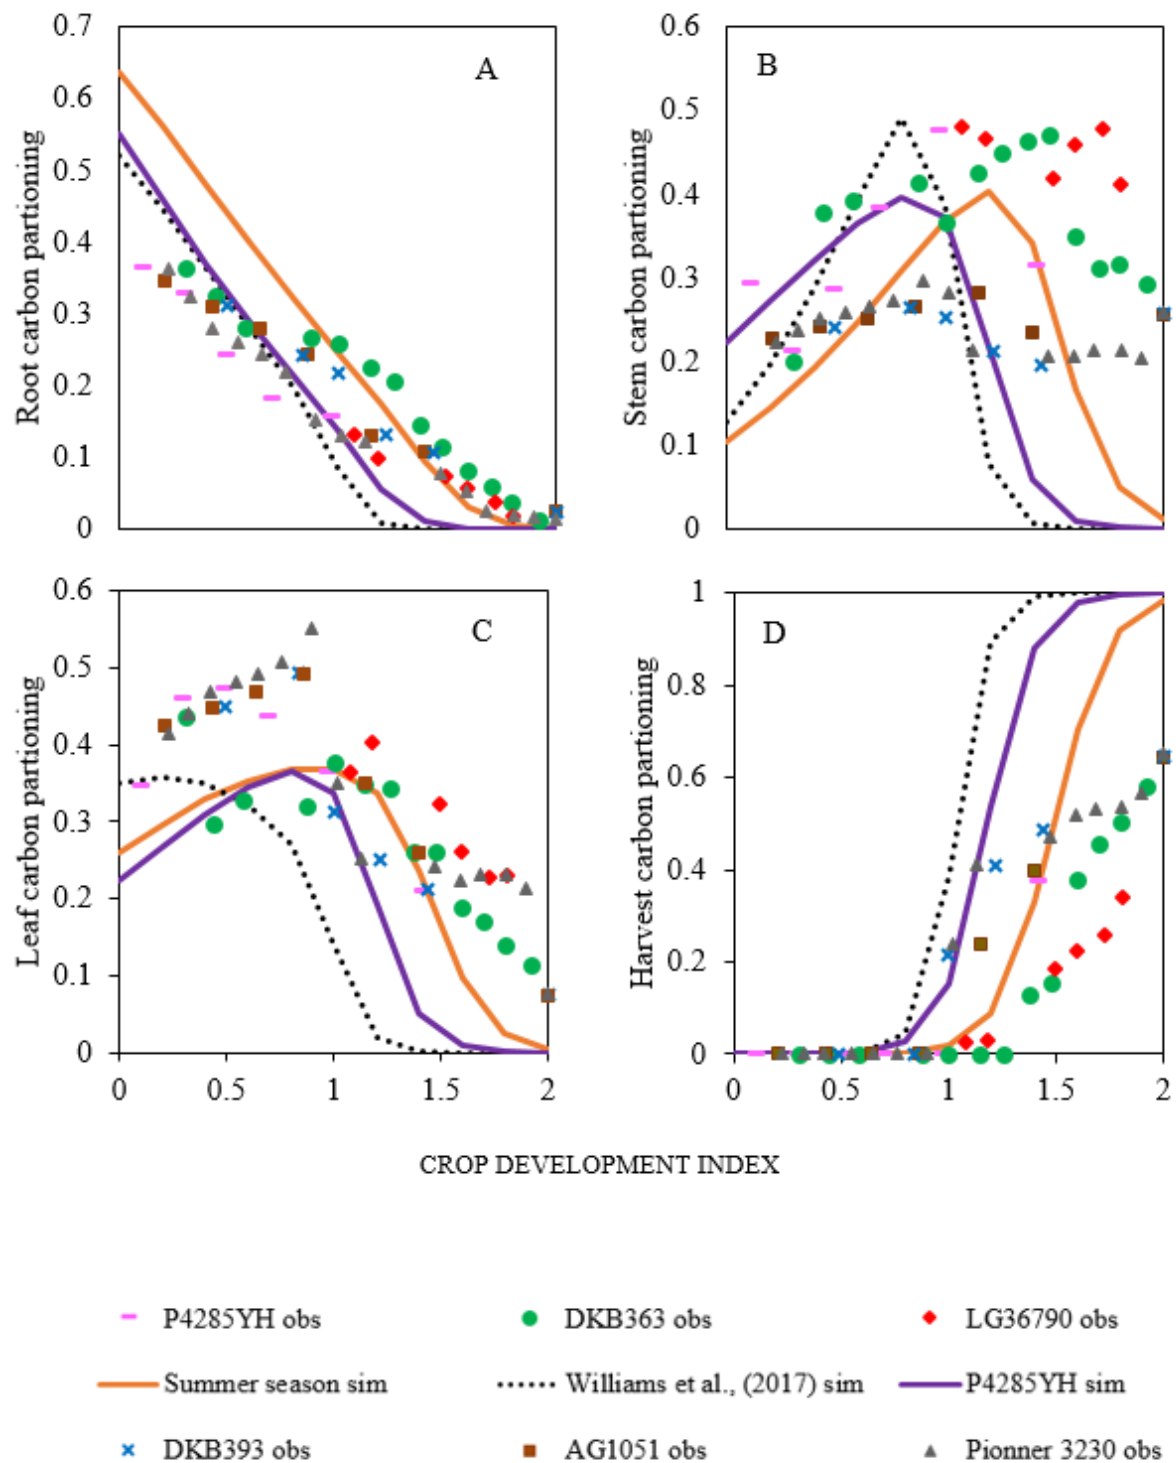 0.7
0.6
0.5
0.4
0.3
0.2
0.1
0
Root carbon partioning
A
0.6
0.5
0.4
0.3
0.2
0.1
0
Stem carbon partioning
B
0.6
0.5
0.4
0.3
0.2
0.1
0
Leaf carbon partioning
C
0 0.5 1 1.5 2
1
0.8
0.6
0.4
0.2
0
Harvest carbon partioning
D
0 0.5 1 1.5 2
CROP DEVELOPMENT INDEX
P4285YH obs DKB363 obs LG36790 obs
Summer season sim Williams et al., (2017) sim P4285YH sim
DKB393 obs AG1051 obs Pionner 3230 obs